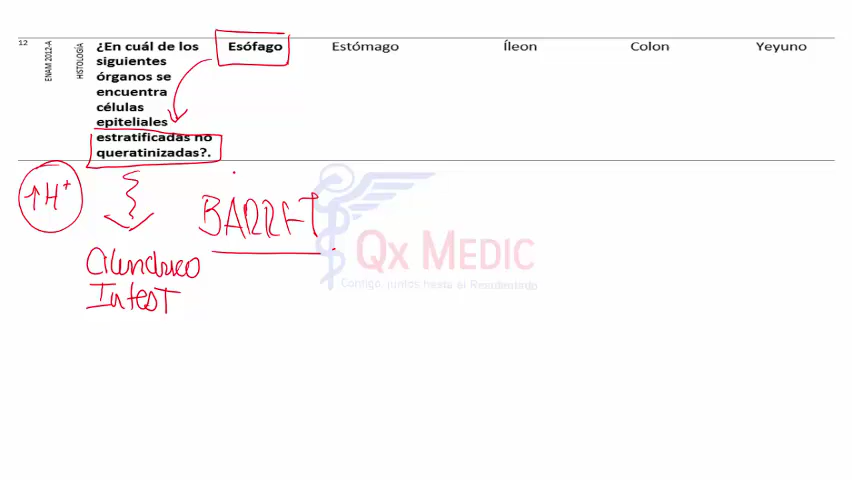 12
ENAM 2012-A
HISTOLOGÍA
¿En cuál de los
siguientes
órganos se
encuentra
células
epiteliales
estratificadas no
queratinizadas?.
Esófago
Estómago
Íleon
Colon
Yeyuno
↑H+
BARRET
Cilindrico
Intest
Qx MEDIC
Contigo, juntos hasta el Residentado